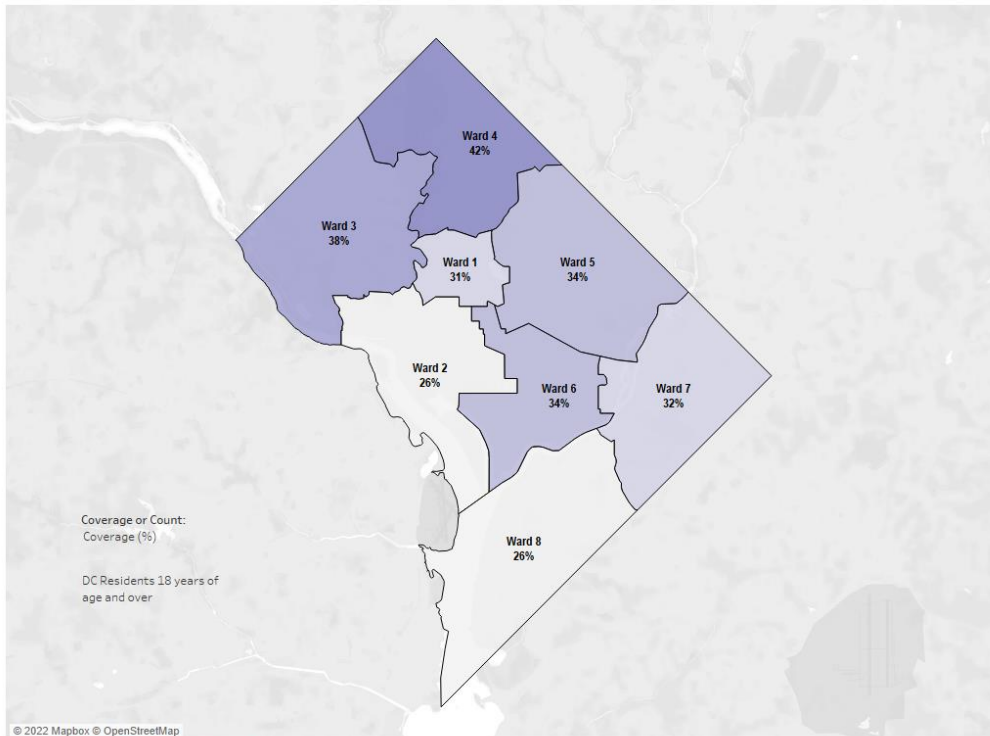 Ward 4
42%
Ward 3
38%
Ward 1
31%
Ward 5
34%
Ward 2
26%
Ward 6
34%
Ward 7
32%
Ward 8
26%
Coverage or Count:
Coverage (%)
DC Residents 18 years of
age and over
© 2022 Mapbox © OpenStreetMap